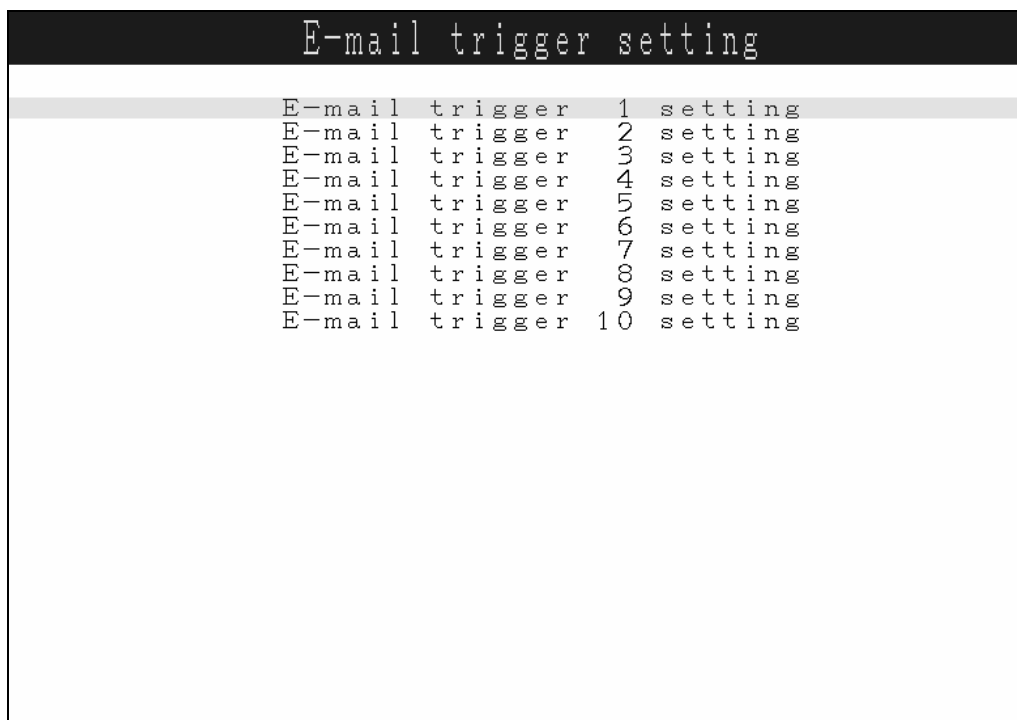 E-mail trigger setting
E-mail trigger 1 setting
E-mail trigger 2 setting
E-mail trigger 3 setting
E-mail trigger 4 setting
E-mail trigger 5 setting
E-mail trigger 6 setting
E-mail trigger 7 setting
E-mail trigger 8 setting
E-mail trigger 9 setting
E-mail trigger 10 setting